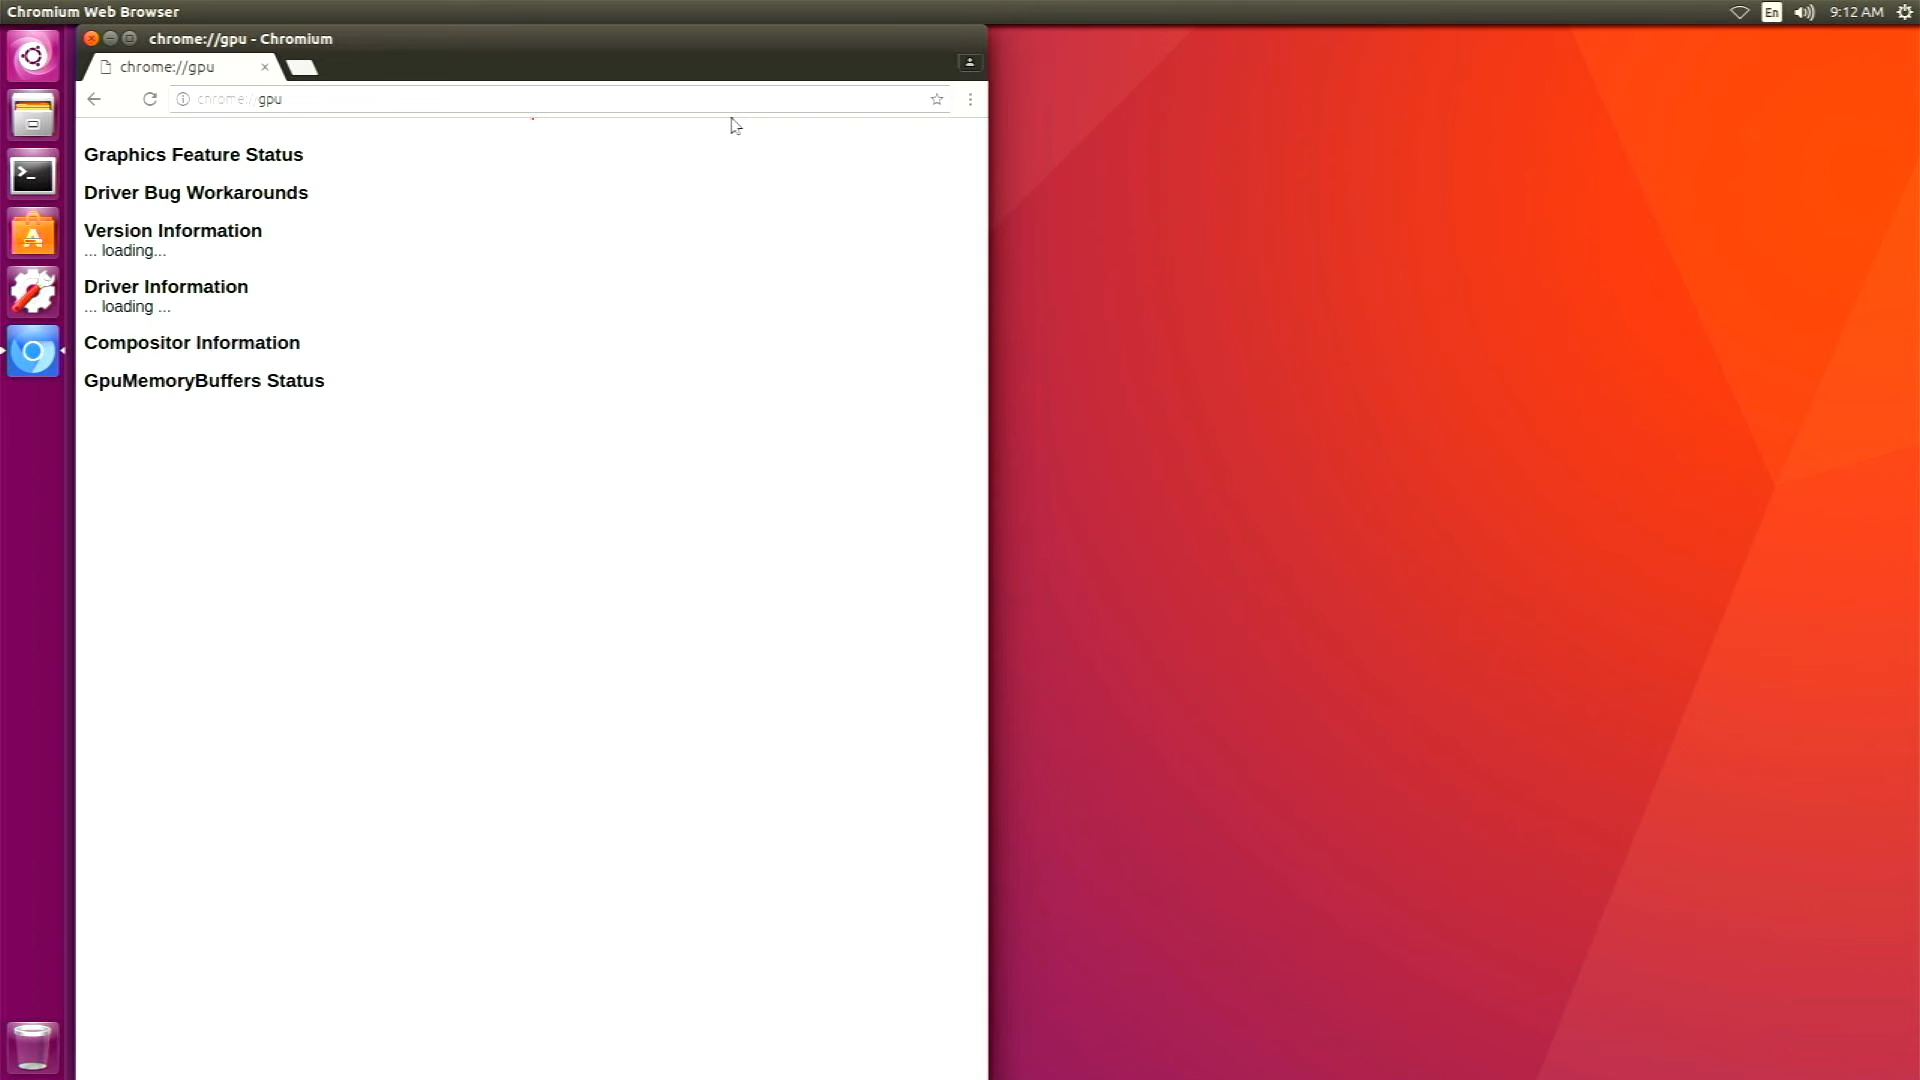 Chromium Web Browser
En
9:12 AM
chrome://gpu - Chromium
chrome://gpu
chrome://gpu
Graphics Feature Status
Driver Bug Workarounds
Version Information
... loading...
Driver Information
... loading ...
Compositor Information
GpuMemoryBuffers Status